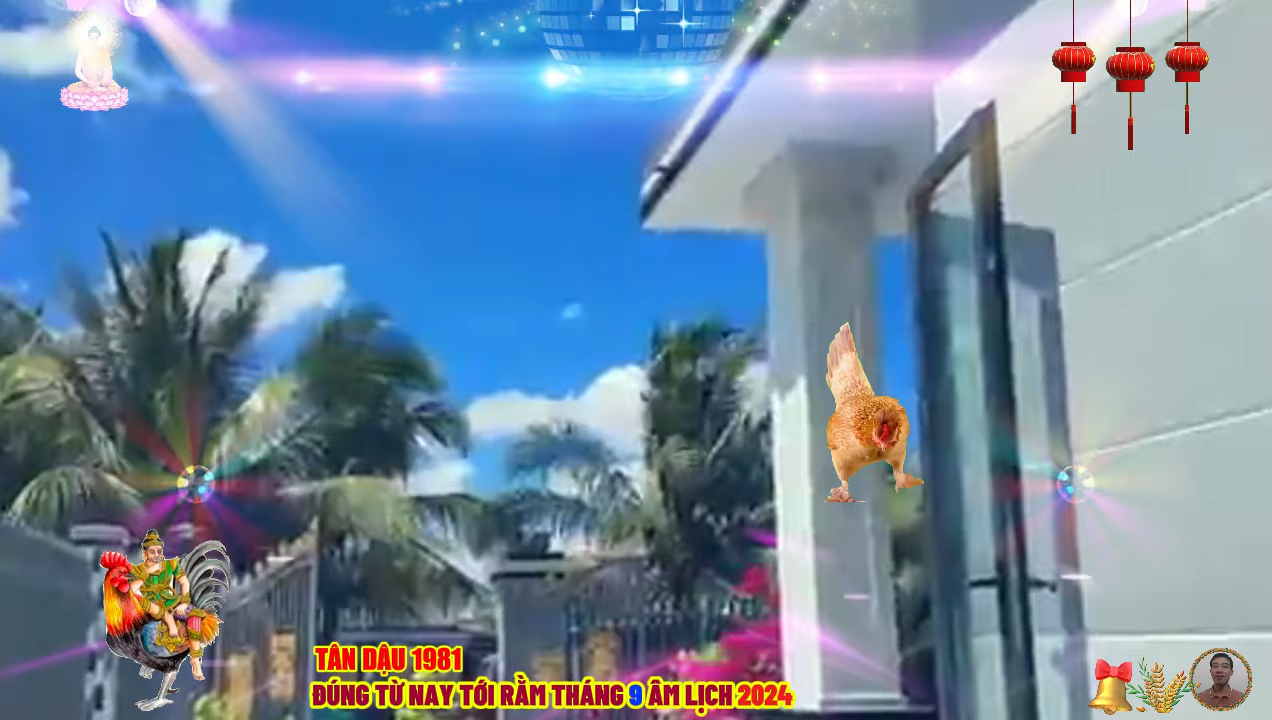 TÂN DẬU 1981
ĐÚNG TỪ NAY TỚI RẰM THÁNG 9 ÂM LỊCH 2024